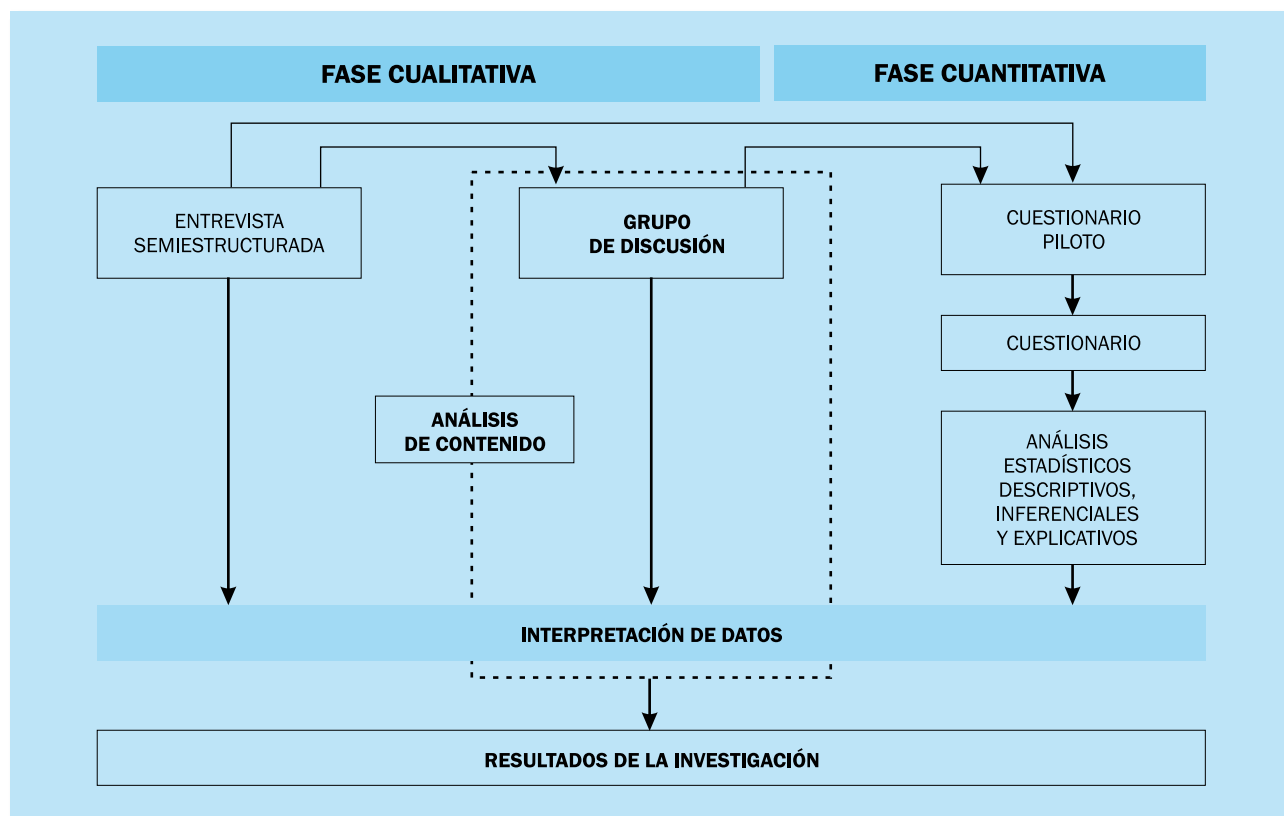 FASE CUALITATIVA
FASE CUANTITATIVA
ENTREVISTA
SEMIESTRUCTURADA
GRUPO
DE DISCUSIÓN
CUESTIONARIO
PILOTO
CUESTIONARIO
ANÁLISIS
DE CONTENIDO
ANÁLISIS
ESTADÍSTICOS
DESCRIPTIVOS,
INFERENCIALES
Y EXPLICATIVOS
INTERPRETACIÓN DE DATOS
RESULTADOS DE LA INVESTIGACIÓN